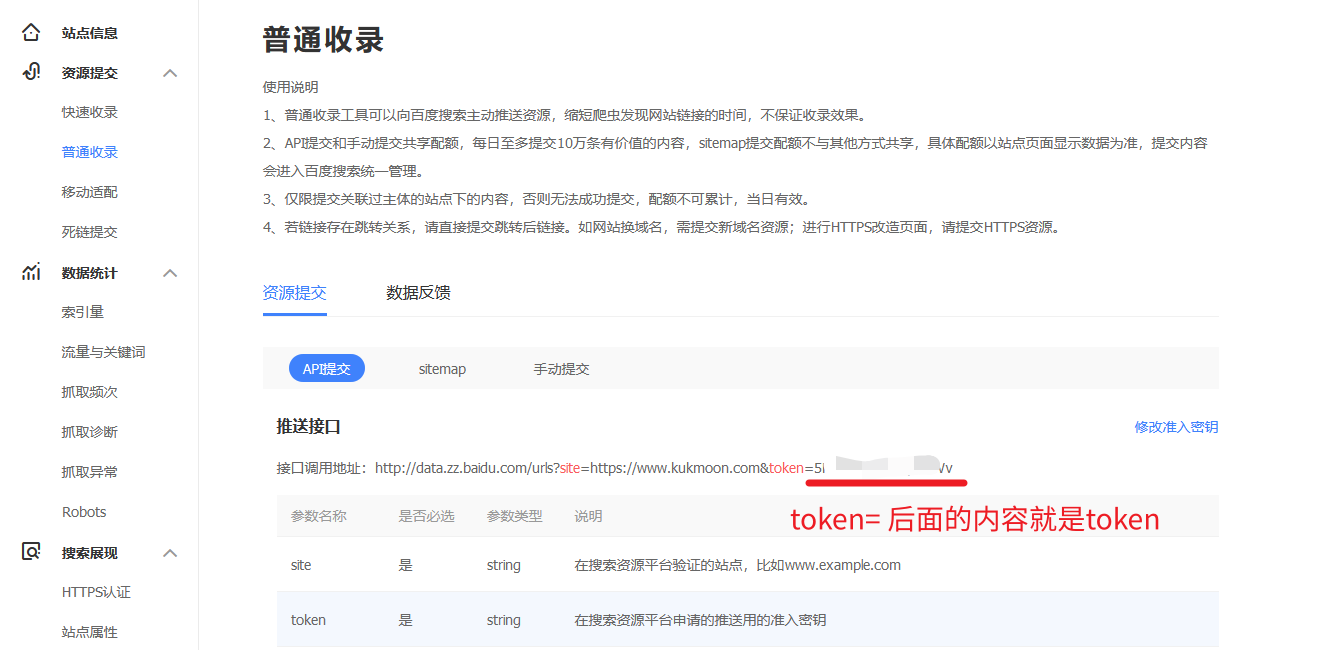 站点信息
资源提交
快速收录
普通收录
移动适配
死链提交
数据统计
索引量
流量与关键词
抓取频次
抓取诊断
抓取异常
Robots
搜索展现
HTTPS认证
站点属性
普通收录
使用说明
1、普通收录工具可以向百度搜索主动推送资源，缩短爬虫发现网站链接的时间，不保证收录效果。
2、API提交和手动提交共享配额，每日至多提交10万条有价值的内容，sitemap提交配额不与其他方式共享，具体配额以站点页面显示数据为准，提交内容
会进入百度搜索统一管理。
3、仅限提交关联过主体的站点下的内容，否则无法成功提交，配额不可累计，当日有效。
4、若链接存在跳转关系，请直接提交跳转后链接。如网站换域名，需提交新域名资源；进行HTTPS改造页面，请提交HTTPS资源。
资源提交 数据反馈
API提交 sitemap 手动提交
推送接口 修改准入密钥
接口调用地址：http://data.zz.baidu.com/urls?site=https://www.kukmoon.com&token=5
token= 后面的内容就是token
参数名称 是否必选 参数类型 说明
site 是 string 在搜索资源平台验证的站点，比如www.example.com
token 是 string 在搜索资源平台申请的推送用的准入密钥